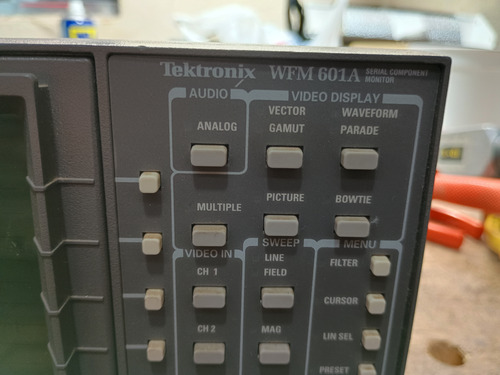 Tektronix WFM 601A SERIAL COMPONENT MONITOR
AUDIO VIDEO DISPLAY
VECTOR WAVEFORM
ANALOG GAMUT PARADE
MULTIPLE PICTURE BOWTIE
VIDEO IN SWEEP MENU
LINE FILTER
CH 1 FIELD
CURSOR
CH 2 MAG LIN SEL
PRESET